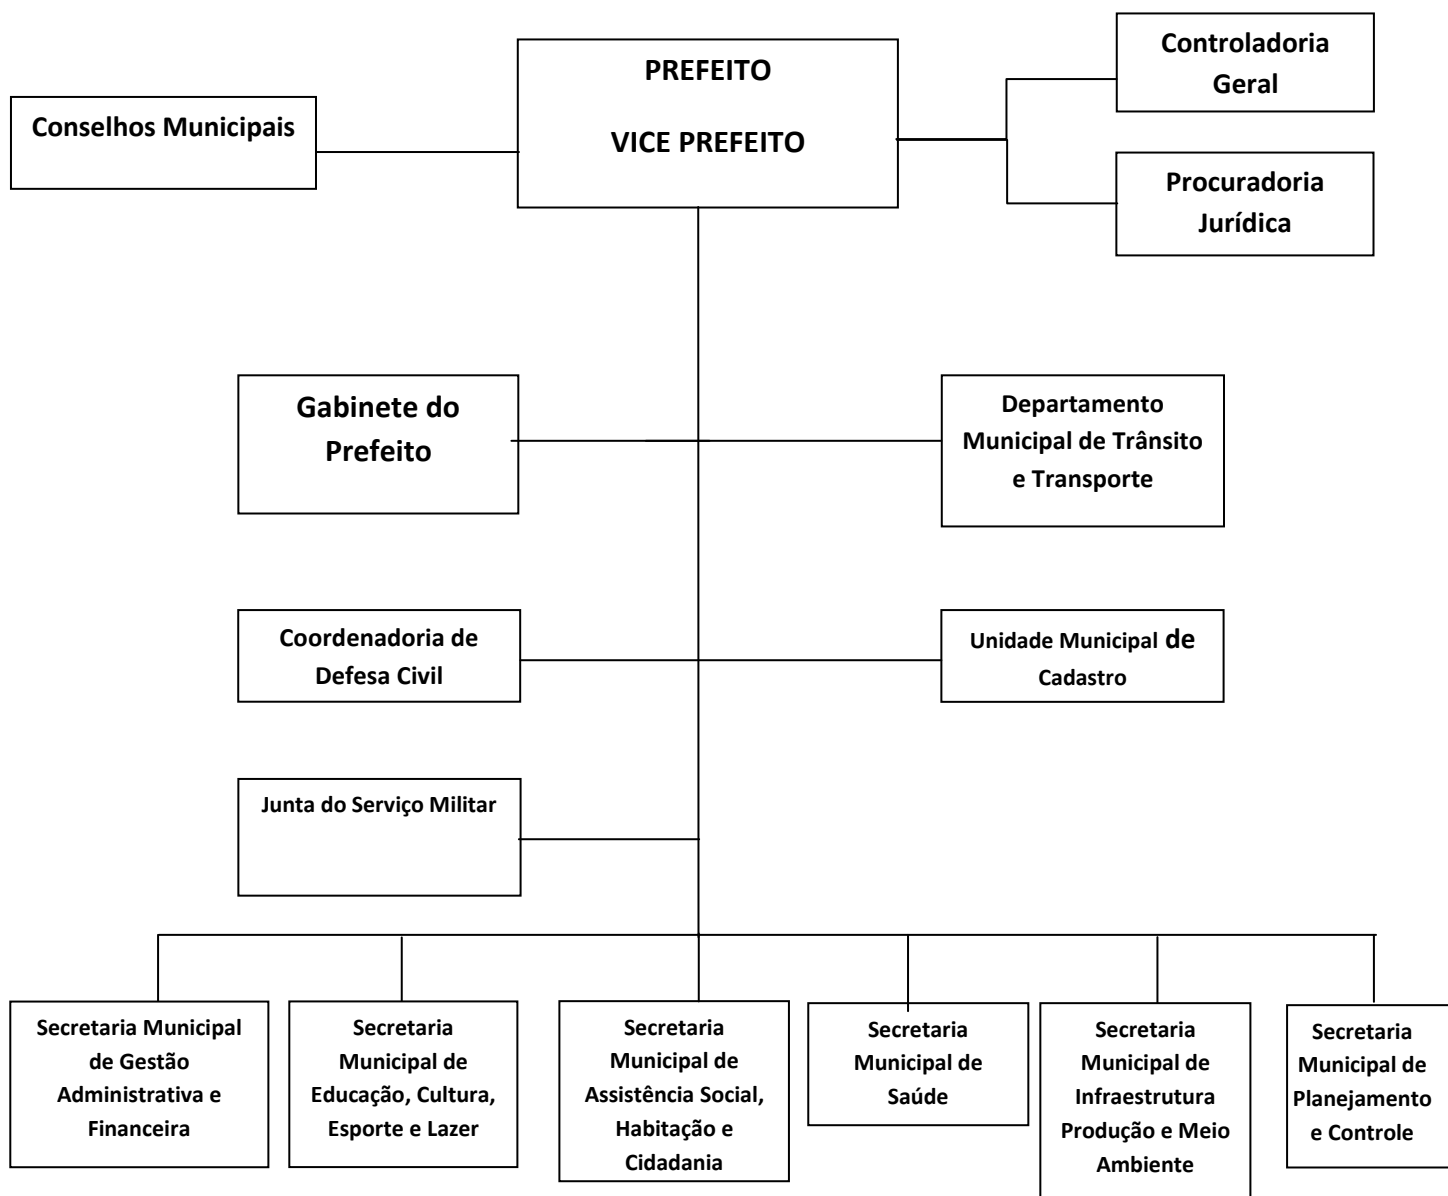 PREFEITO
VICE PREFEITO
Conselhos Municipais
Controladoria
Geral
Procuradoria
Jurídica
Gabinete do
Prefeito
Departamento
Municipal de Trânsito
e Transporte
Coordenadoria de
Defesa Civil
Unidade Municipal de
Cadastro
Junta do Serviço Militar
Secretaria Municipal
de Gestão
Administrativa e
Financeira
Secretaria
Municipal de
Educação, Cultura,
Esporte e Lazer
Secretaria
Municipal de
Assistência Social,
Habitação e
Cidadania
Secretaria
Municipal de
Saúde
Secretaria
Municipal de
Infraestrutura
Produção e Meio
Ambiente
Secretaria
Municipal de
Planejamento
e Controle